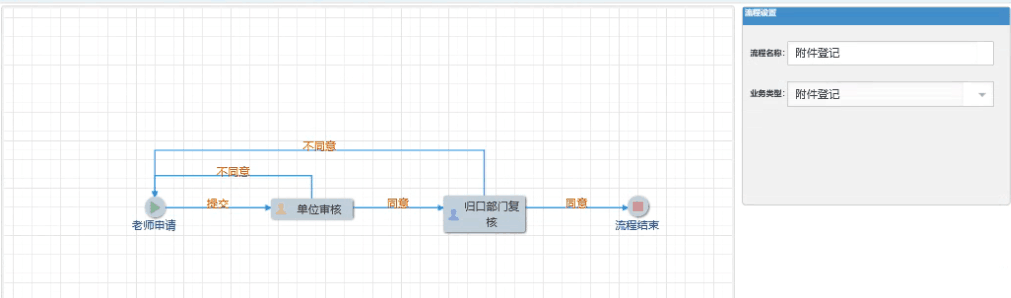 流程设置
流程名称:
附件登记
业务类型:
附件登记
不同意
不同意
提交
单位审核
同意
归口部门复
核
同意
老师申请
流程结束